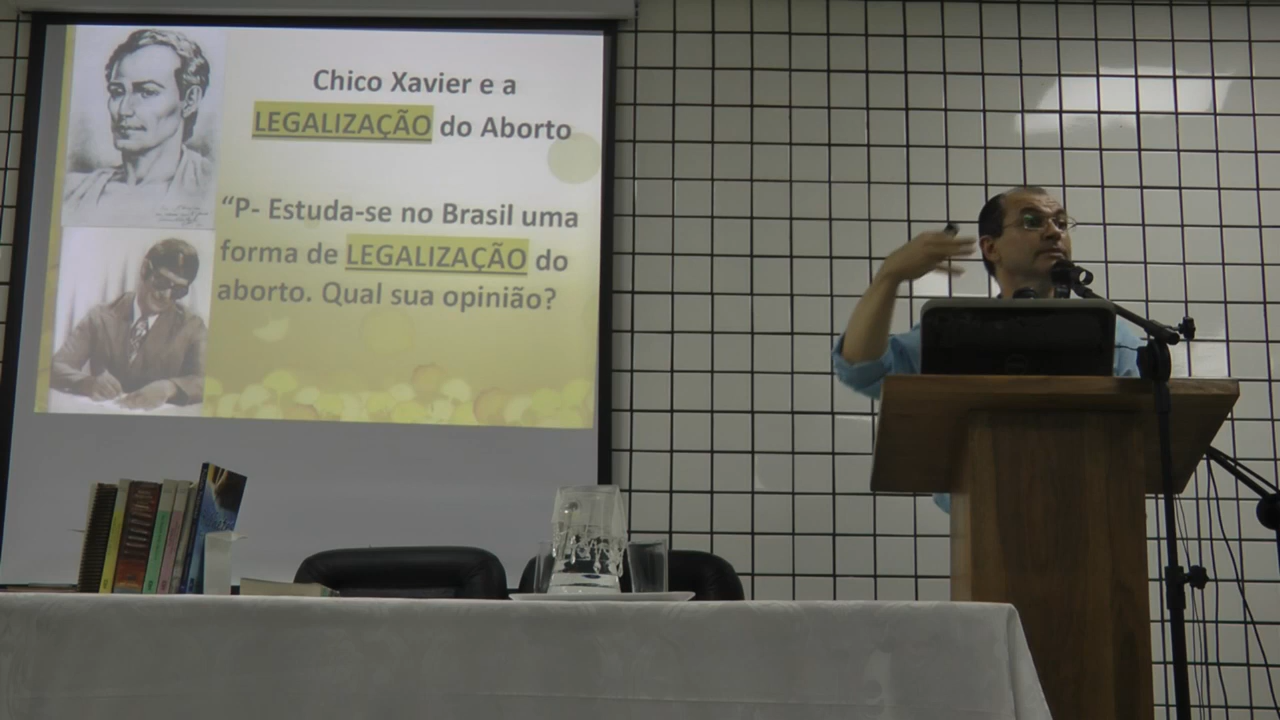 Chico Xavier e a
LEGALIZAÇÃO do Aborto
“P- Estuda-se no Brasil uma
forma de LEGALIZAÇÃO do
aborto. Qual sua opinião?